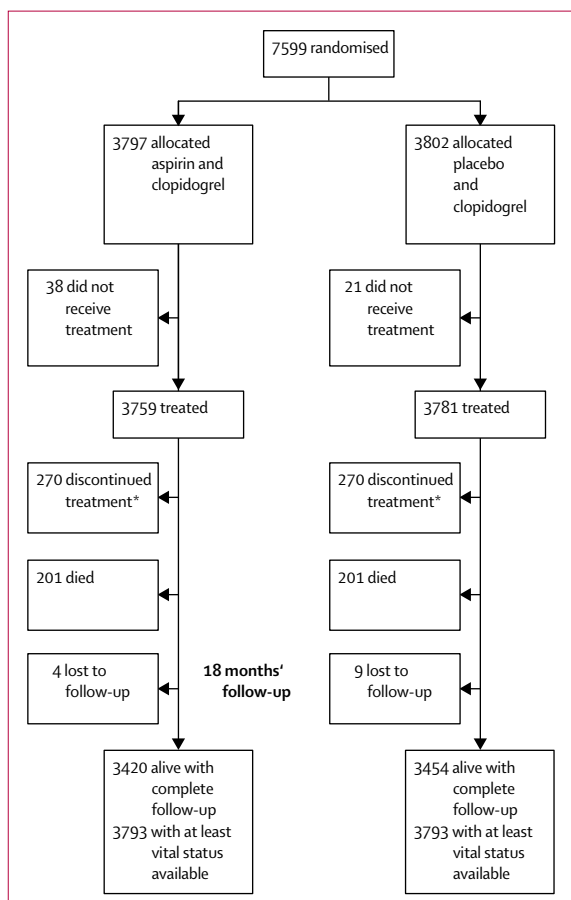 7599 randomised
3797 allocated
aspirin and
clopidogrel
3802 allocated
placebo
and
clopidogrel
38 did not
receive
treatment
21 did not
receive
treatment
3759 treated
3781 treated
270 discontinued
treatment*
270 discontinued
treatment*
201 died
201 died
4 lost to
follow-up
18 months‘
follow-up
9 lost to
follow-up
3420 alive with
complete
follow-up
3793 with at least
vital status
available
3454 alive with
complete
follow-up
3793 with at least
vital status
available